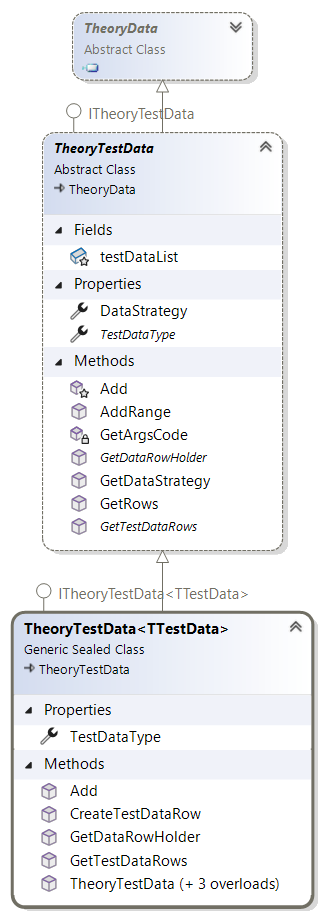 TheoryData
Abstract Class
ITheoryTestData
TheoryTestData
Abstract Class
TheoryData
Fields
testDataList
Properties
DataStrategy
TestDataType
Methods
Add
AddRange
GetArgsCode
GetDataRowHolder
GetDataStrategy
GetRows
GetTestDataRows
ITheoryTestData<TTestData>
TheoryTestData<TTestData>
Generic Sealed Class
TheoryTestData
Properties
TestDataType
Methods
Add
CreateTestDataRow
GetDataRowHolder
GetTestDataRows
TheoryTestData (+ 3 overloads)